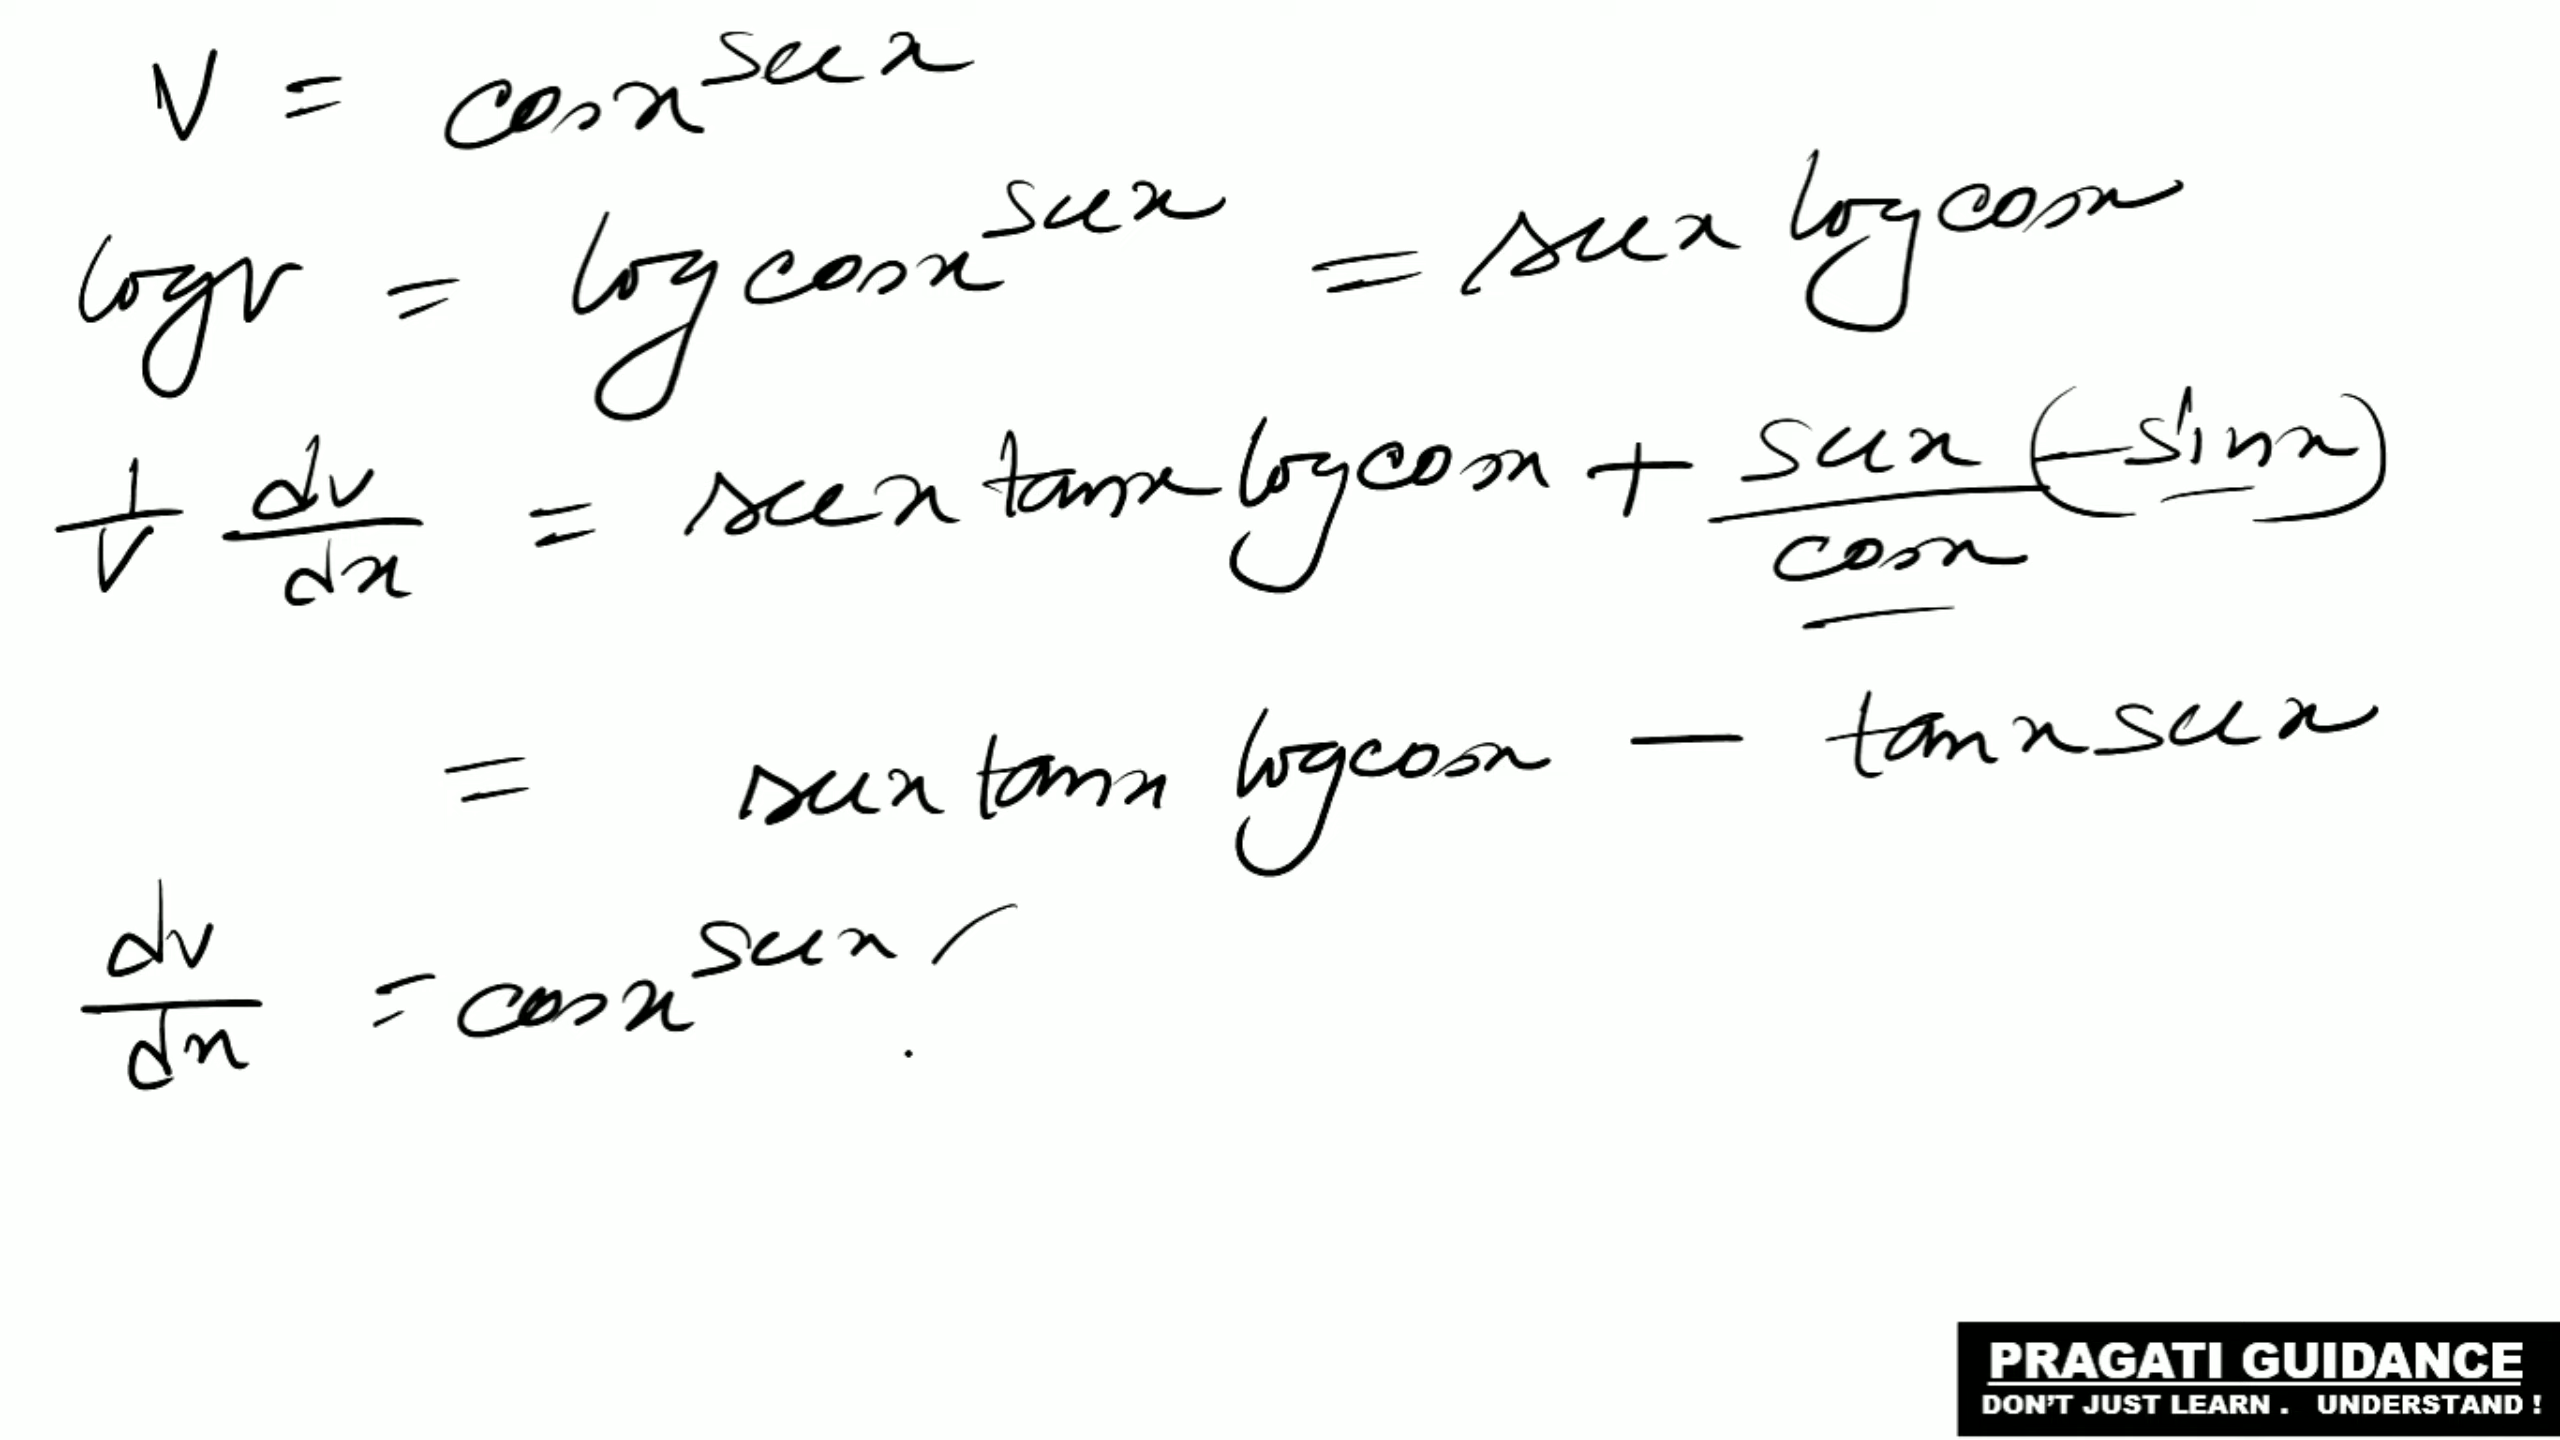 V = cosx^secx
logv = log cosx^secx = secx log cosx
1/v dv/dx = secx tanx log cosx + secx/cosx (-sinx)
= secx tanx log cosx - tanx secx
dv/dx = cosx^secx (
PRAGATI GUIDANCE
DON'T JUST LEARN . UNDERSTAND !